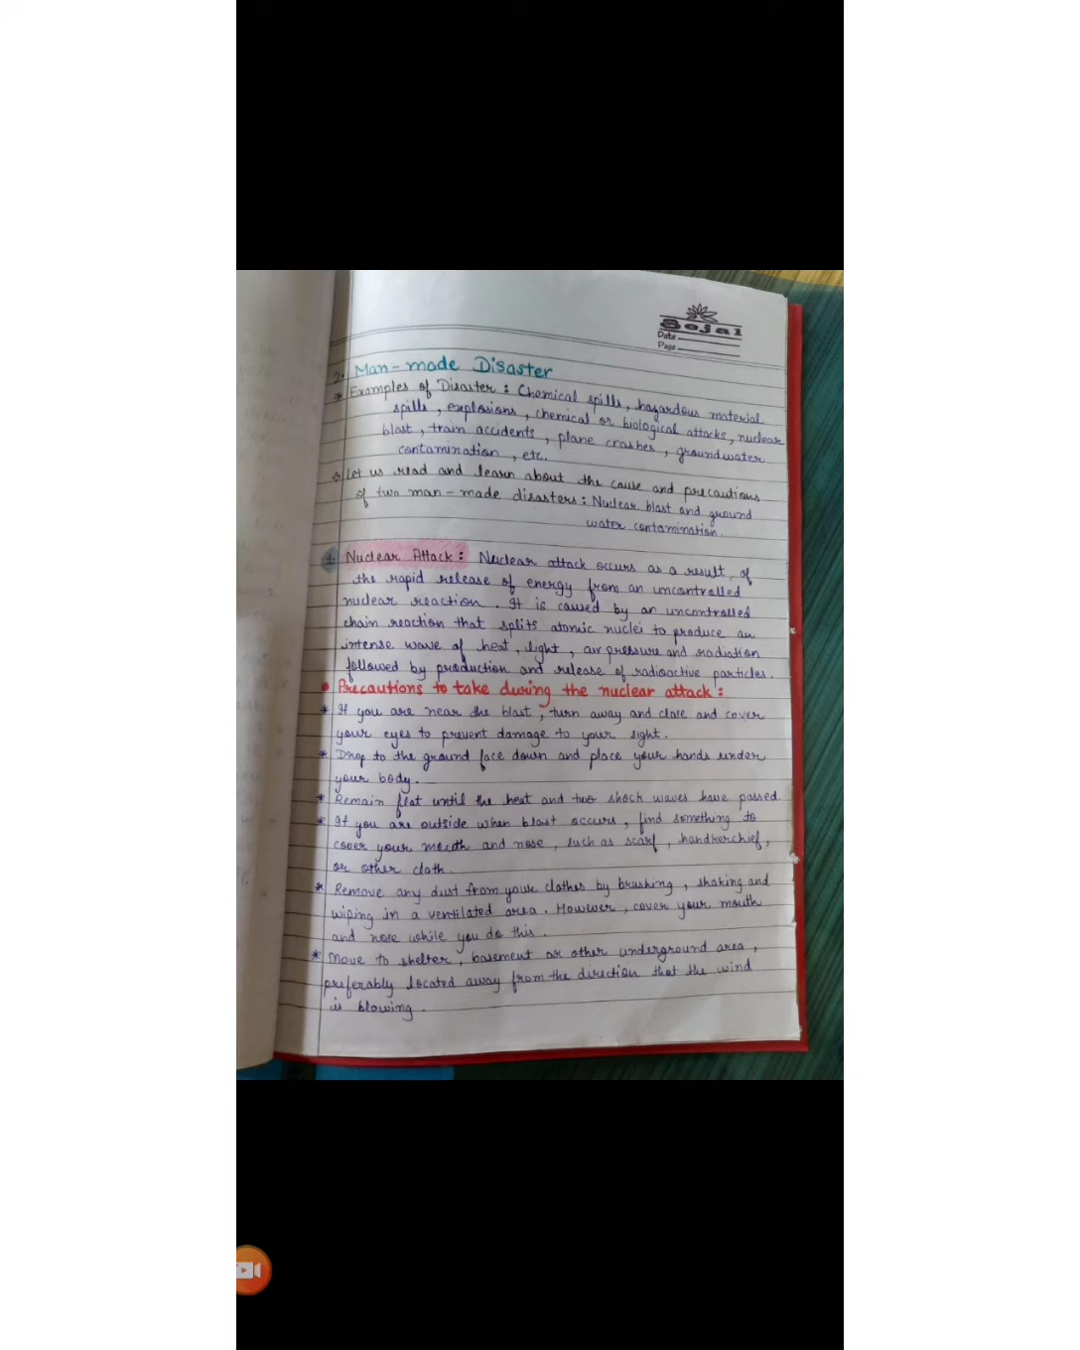 Sojal
Date
Page
2. Man-made Disaster
* Examples of Disaster: Chemical spills, hazardous material
spills, explosions, chemical or biological attacks, nuclear
blast, train accidents, plane crashes, groundwater
contamination, etc.
Let us read and learn about the cause and precautions
of two man-made disasters: Nuclear blast and ground
water contamination.
Nuclear Attack: Nuclear attack occurs as a result of
the rapid release of energy from an uncontrolled
nuclear reaction. It is caused by an uncontrolled
chain reaction that splits atomic nuclei to produce an
intense wave of heat, light, air pressure and radiation
followed by production and release of radioactive particles.
• Precautions to take during the nuclear attack:
* If you are near the blast, turn away and close and cover
your eyes to prevent damage to your sight.
* Drop to the ground face down and place your hands under
your body.
* Remain flat until the heat and two shock waves have passed.
* If you are outside when blast occurs, find something to
cover your mouth and nose, such as scarf, handkerchief,
or other cloth.
* Remove any dust from your clothes by brushing, shaking and
wiping in a ventilated area. However, cover your mouth
and nose while you do this.
* Move to shelter, basement or other underground area,
preferably located away from the direction that the wind
is blowing.